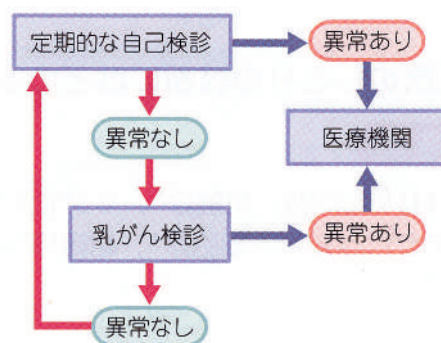 定期的な自己検診
異常あり
異常なし
医療機関
乳がん検診
異常あり
異常なし